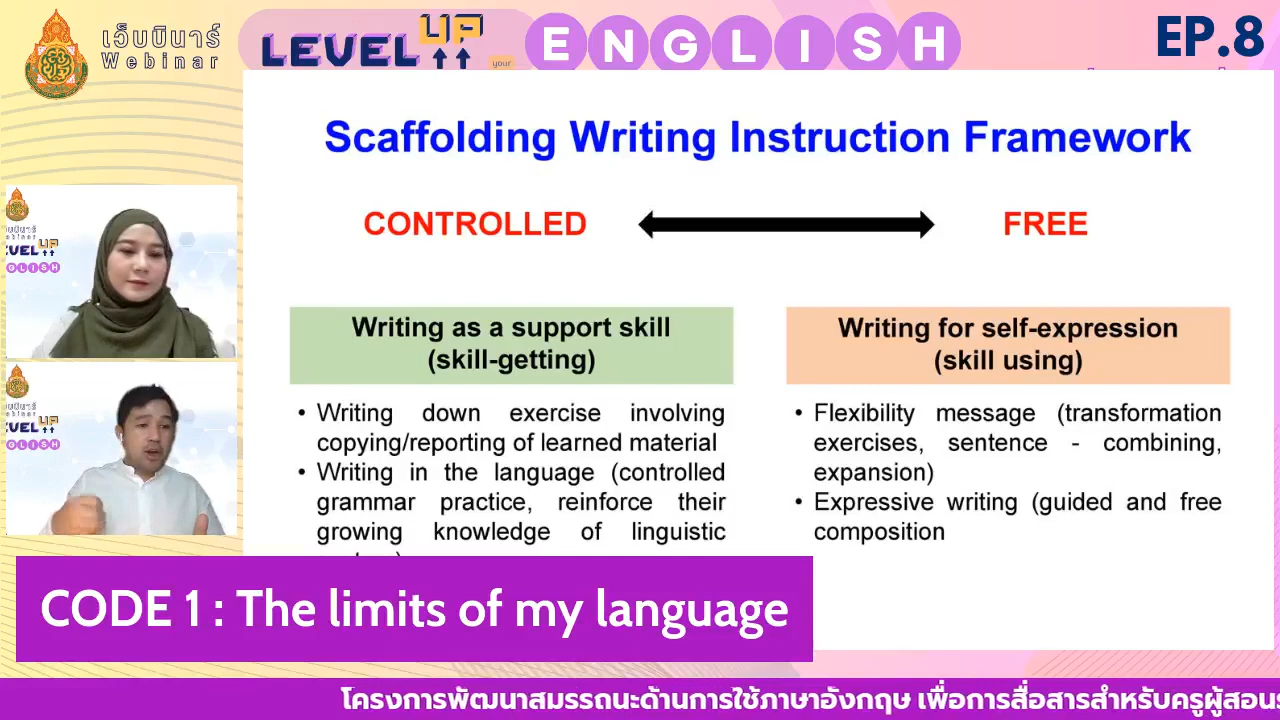 เว็บบินาร์
Webinar
LEVEL UP
your
ENGLISH
EP.8
Scaffolding Writing Instruction Framework
CONTROLLED
FREE
Writing as a support skill
(skill-getting)
• Writing down exercise involving
copying/reporting of learned material
• Writing in the language (controlled
grammar practice, reinforce their
growing knowledge of linguistic
Writing for self-expression
(skill using)
• Flexibility message (transformation
exercises, sentence - combining,
expansion)
• Expressive writing (guided and free
composition
CODE 1 : The limits of my language
โครงการพัฒนาสมรรถนะด้านการใช้ภาษาอังกฤษ เพื่อการสื่อสารสำหรับครูผู้สอน